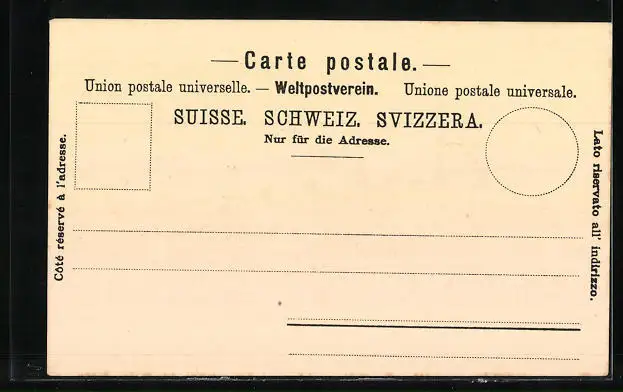 — Carte postale. —
Union postale universelle. — Weltpostverein. Unione postale universale.
SUISSE. SCHWEIZ. SVIZZERA.
Nur für die Adresse.
Côté réservé à l'adresse.
Lato riservato all' indirizzo.